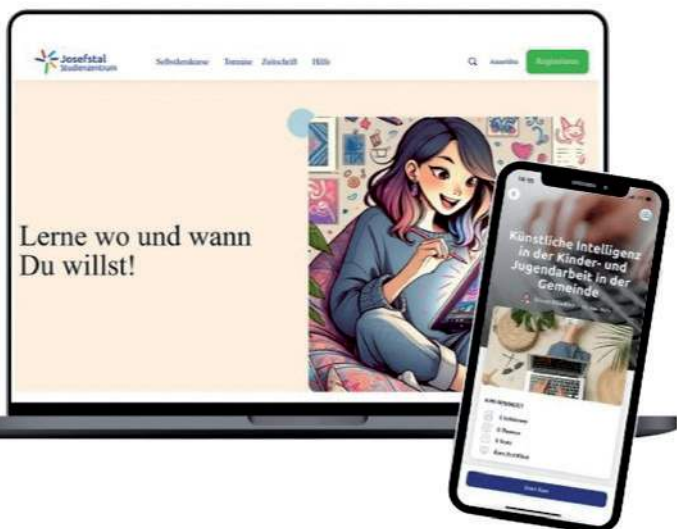 Josefstal
Studienzentrum
Selbstlernkurse Termine Zeitschrift Hilfe
Anmelden
Registrieren
Lerne wo und wann
Du willst!
Künstliche Intelligenz
in der Kinder- und
Jugendarbeit in der
Gemeinde